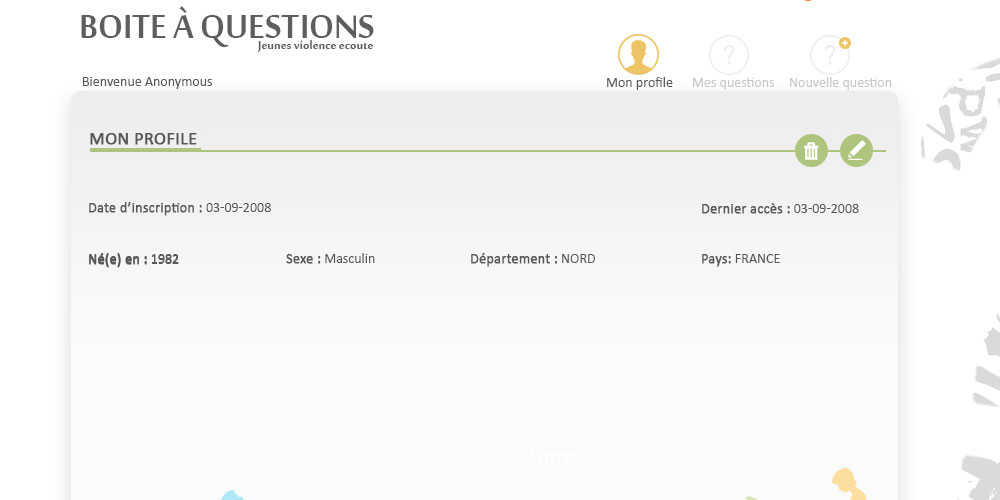 BOITE À QUESTIONS
Jeunes violence ecoute
Bienvenue Anonymous
Mon profile Mes questions Nouvelle question
MON PROFILE
Date d'inscription : 03-09-2008 Dernier accès : 03-09-2008
Né(e) en : 1982 Sexe : Masculin Département : NORD Pays: FRANCE
Entrer